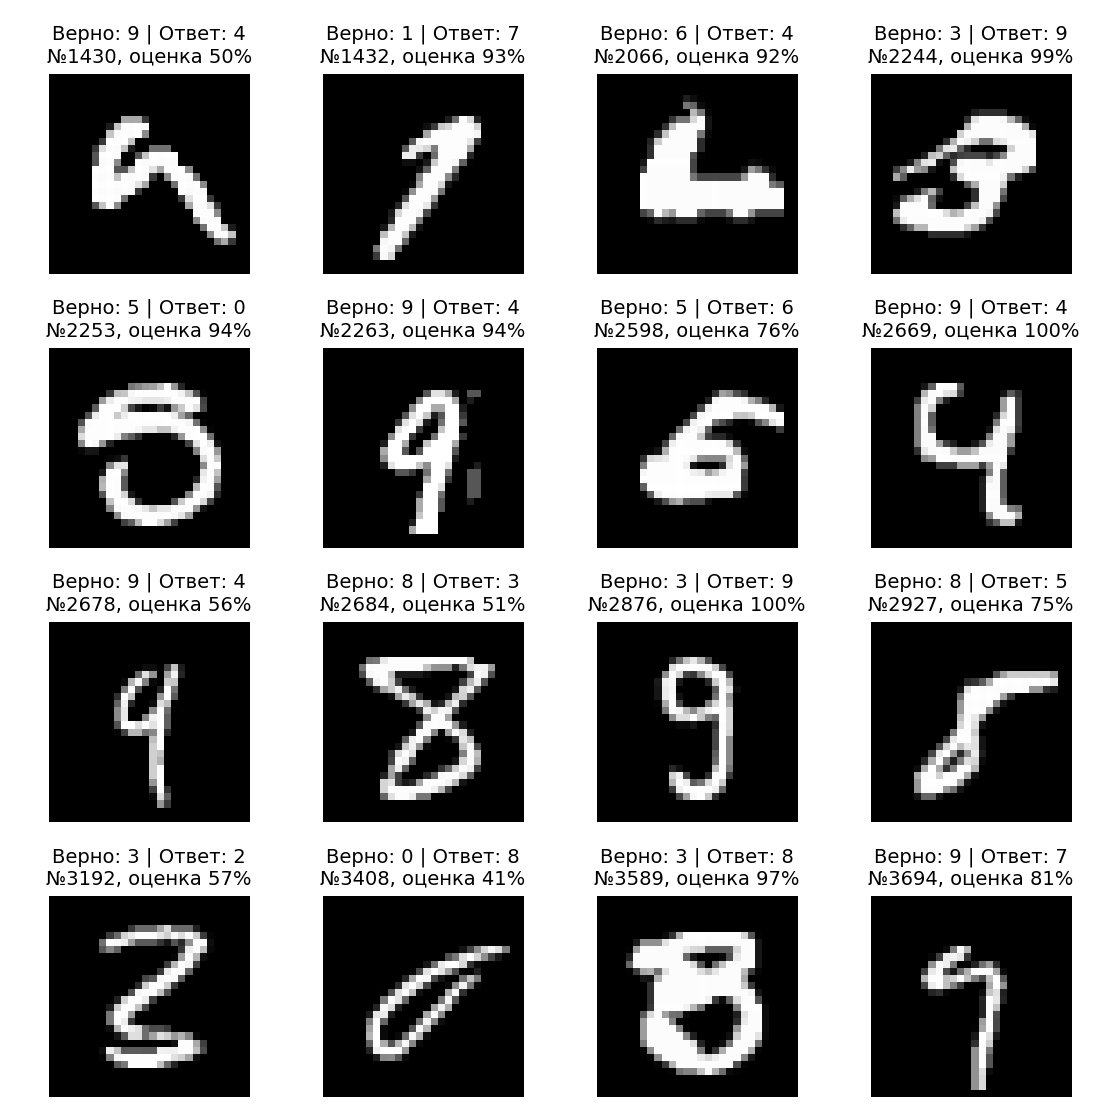 Верно: 9 | Ответ: 4
№1430, оценка 50%
Верно: 1 | Ответ: 7
№1432, оценка 93%
Верно: 6 | Ответ: 4
№2066, оценка 92%
Верно: 3 | Ответ: 9
№2244, оценка 99%
Верно: 5 | Ответ: 0
№2253, оценка 94%
Верно: 9 | Ответ: 4
№2263, оценка 94%
Верно: 5 | Ответ: 6
№2598, оценка 76%
Верно: 9 | Ответ: 4
№2669, оценка 100%
Верно: 9 | Ответ: 4
№2678, оценка 56%
Верно: 8 | Ответ: 3
№2684, оценка 51%
Верно: 3 | Ответ: 9
№2876, оценка 100%
Верно: 8 | Ответ: 5
№2927, оценка 75%
Верно: 3 | Ответ: 2
№3192, оценка 57%
Верно: 0 | Ответ: 8
№3408, оценка 41%
Верно: 3 | Ответ: 8
№3589, оценка 97%
Верно: 9 | Ответ: 7
№3694, оценка 81%